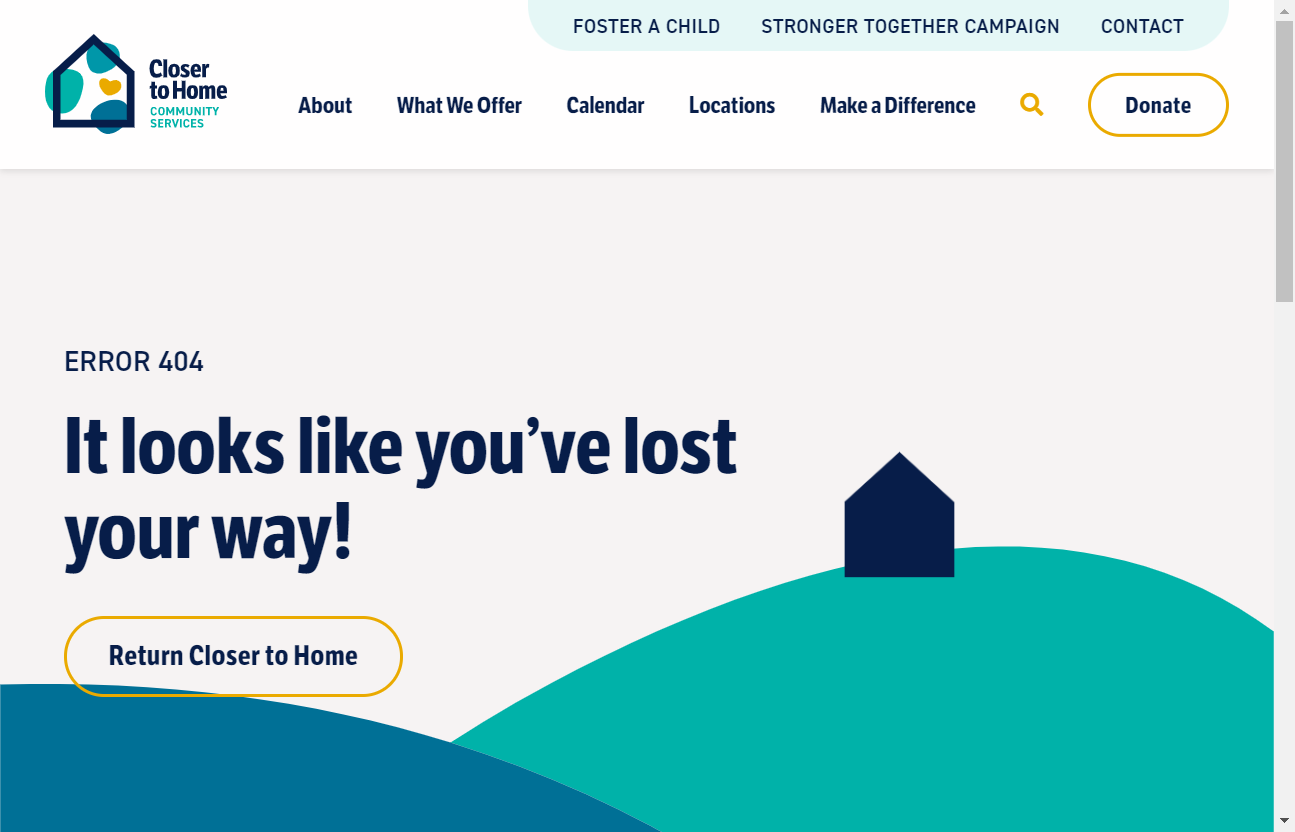 FOSTER A CHILD STRONGER TOGETHER CAMPAIGN CONTACT
Closer
to Home
COMMUNITY
SERVICES
About What We Offer Calendar Locations Make a Difference Donate
ERROR 404
It looks like you’ve lost
your way!
Return Closer to Home